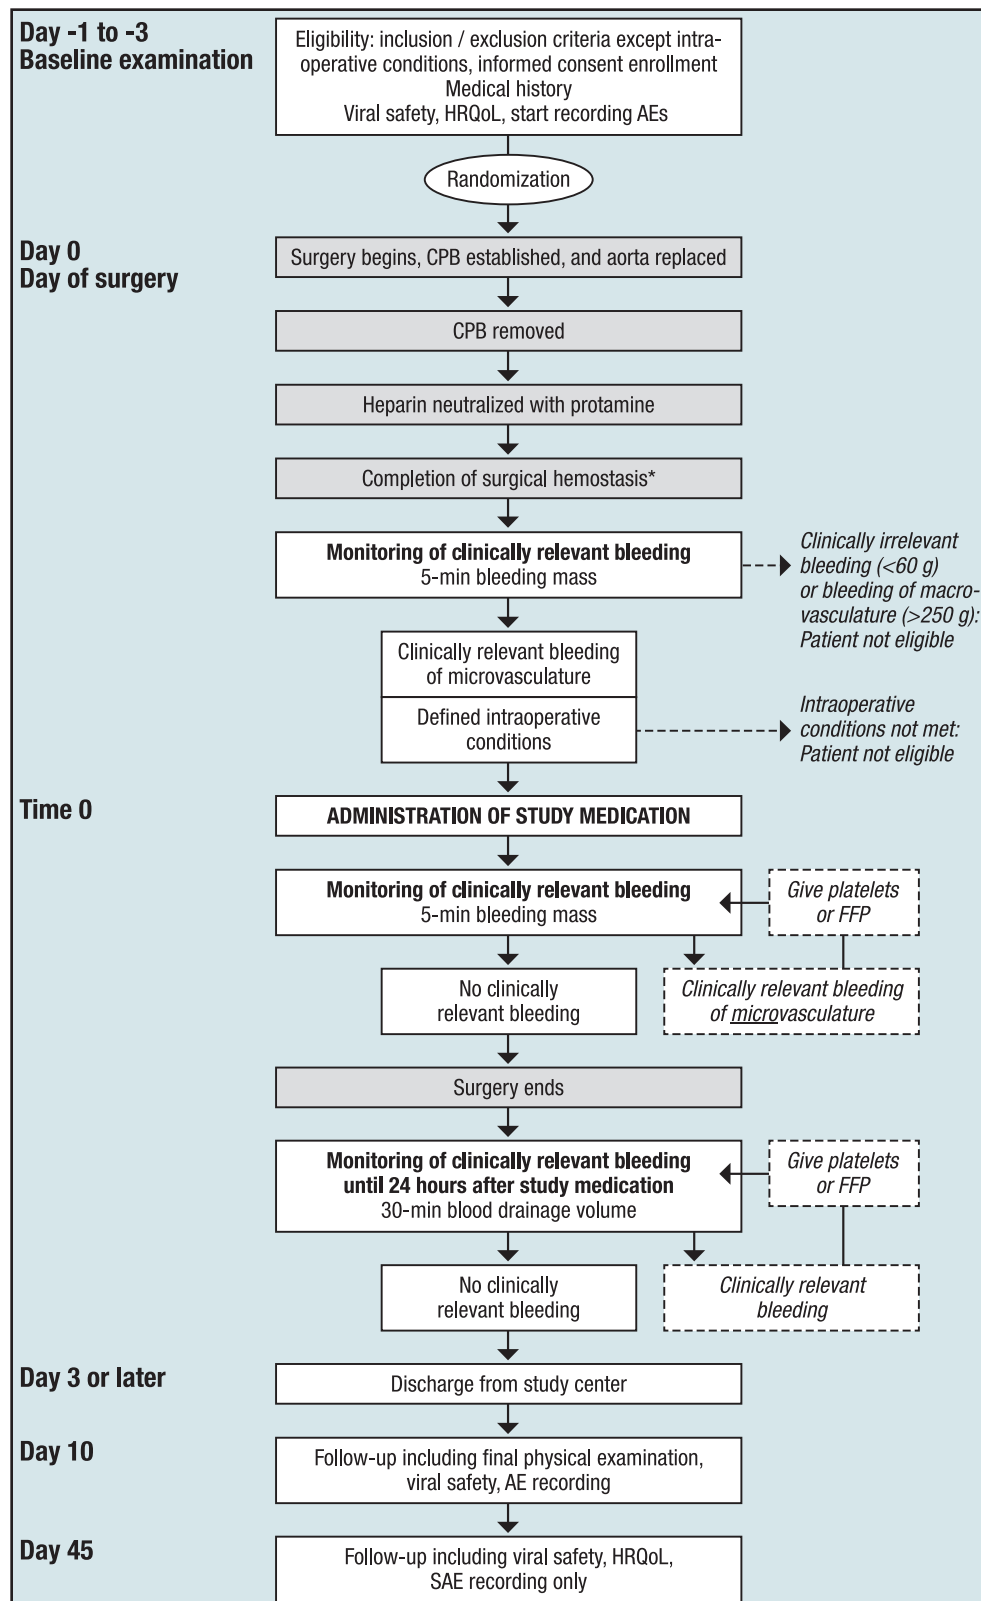 Day -1 to -3
Baseline examination
Eligibility: inclusion / exclusion criteria except intra-
operative conditions, informed consent enrollment
Medical history
Viral safety, HRQoL, start recording AEs
Randomization
Day 0
Day of surgery
Surgery begins, CPB established, and aorta replaced
CPB removed
Heparin neutralized with protamine
Completion of surgical hemostasis*
Monitoring of clinically relevant bleeding
5-min bleeding mass
Clinically irrelevant
bleeding (<60 g)
or bleeding of macro-
vasculature (>250 g):
Patient not eligible
Clinically relevant bleeding
of microvasculature
Defined intraoperative
conditions
Intraoperative
conditions not met:
Patient not eligible
Time 0
ADMINISTRATION OF STUDY MEDICATION
Monitoring of clinically relevant bleeding
5-min bleeding mass
Give platelets
or FFP
No clinically
relevant bleeding
Clinically relevant bleeding
of microvasculature
Surgery ends
Monitoring of clinically relevant bleeding
until 24 hours after study medication
30-min blood drainage volume
Give platelets
or FFP
No clinically
relevant bleeding
Clinically relevant
bleeding
Day 3 or later
Discharge from study center
Day 10
Follow-up including final physical examination,
viral safety, AE recording
Day 45
Follow-up including viral safety, HRQoL,
SAE recording only